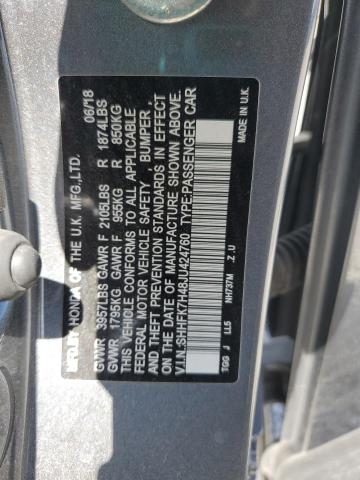 MFD. BY HONDA OF THE U.K. MFG.,LTD. 06/18
GVWR 3957LBS GAWR F 2105LBS R 1874LBS
GVWR 1795KG GAWR F 955KG R 850KG
THIS VEHICLE CONFORMS TO ALL APPLICABLE
FEDERAL MOTOR VEHICLE SAFETY , BUMPER ,
AND THEFT PREVENTION STANDARDS IN EFFECT
ON THE DATE OF MANUFACTURE SHOWN ABOVE.
V.I.N.:SHHFK7H48JU424760 TYPE:PASSENGER CAR
MADE IN U.K.
TGG J LL5 NH737M .Z .U